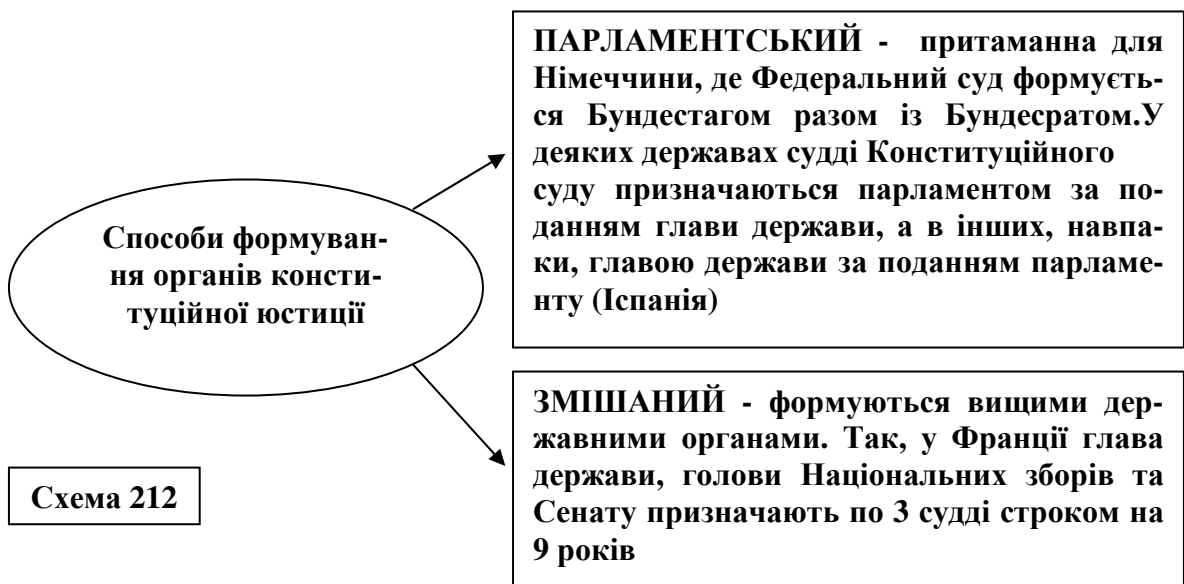 ПАРЛАМЕНТСЬКИЙ - притаманна для
Німеччини, де Федеральний суд формуєть-
ся Бундестагом разом із Бундесратом.У
деяких державах судді Конституційного
суду призначаються парламентом за по-
данням глави держави, а в інших, навпа-
ки, главою держави за поданням парламе-
нту (Іспанія)
Способи формуван-
ня органів консти-
туційної юстиції
ЗМІШАНИЙ - формуються вищими дер-
жавними органами. Так, у Франції глава
держави, голови Національних зборів та
Сенату призначають по 3 судді строком на
9 років
Схема 212